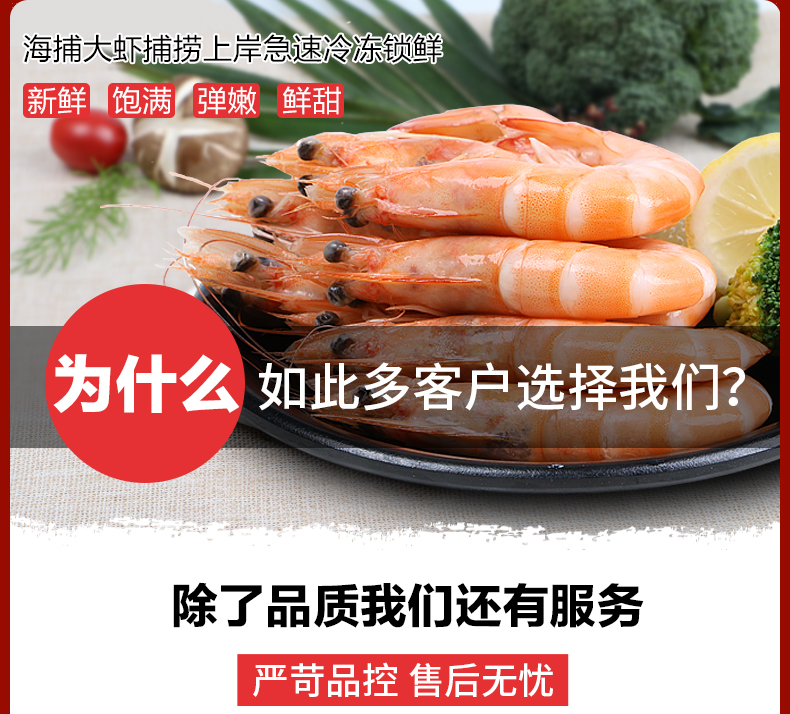 海捕大虾捕捞上岸急速冷冻锁鲜
新鲜 饱满 弹嫩 鲜甜
为什么 如此多客户选择我们？
除了品质我们还有服务
严苛品控 售后无忧